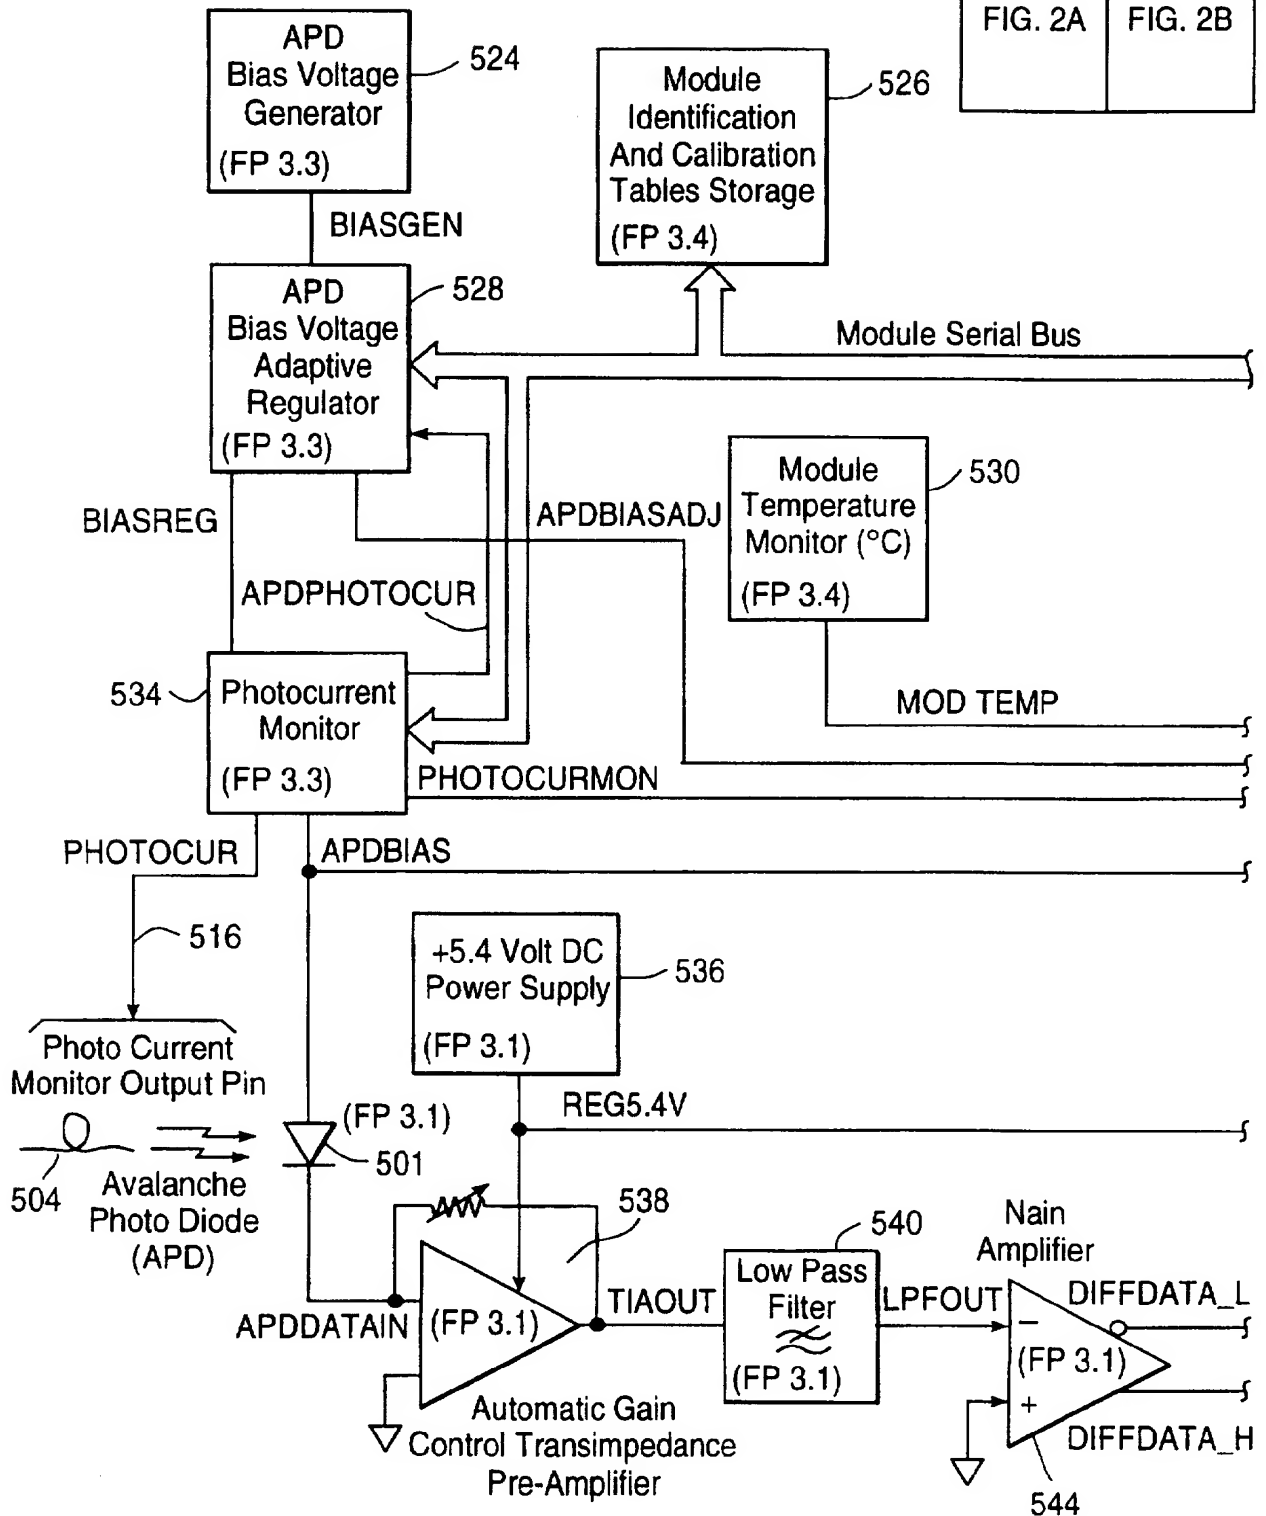 FIG. 2A
FIG. 2B
APD
Bias Voltage
Generator
(FP 3.3)
524
BIASGEN
Module
Identification
And Calibration
Tables Storage
(FP 3.4)
526
APD
Bias Voltage
Adaptive
Regulator
(FP 3.3)
528
Module Serial Bus
BIASREG
APDBIASADJ
Module
Temperature
Monitor (°C)
(FP 3.4)
530
APDPHOTOCUR
534
Photocurrent
Monitor
(FP 3.3)
MOD TEMP
PHOTOCURMON
PHOTOCUR
APDBIAS
516
+5.4 Volt DC
Power Supply
(FP 3.1)
536
Photo Current
Monitor Output Pin
REG5.4V
(FP 3.1)
501
504
Avalanche
Photo Diode
(APD)
538
APDDATAIN
(FP 3.1)
TIAOUT
Automatic Gain
Control Transimpedance
Pre-Amplifier
540
Low Pass
Filter
(FP 3.1)
LPFOUT
Nain
Amplifier
DIFFDATA_L
−
(FP 3.1)
+
DIFFDATA_H
544